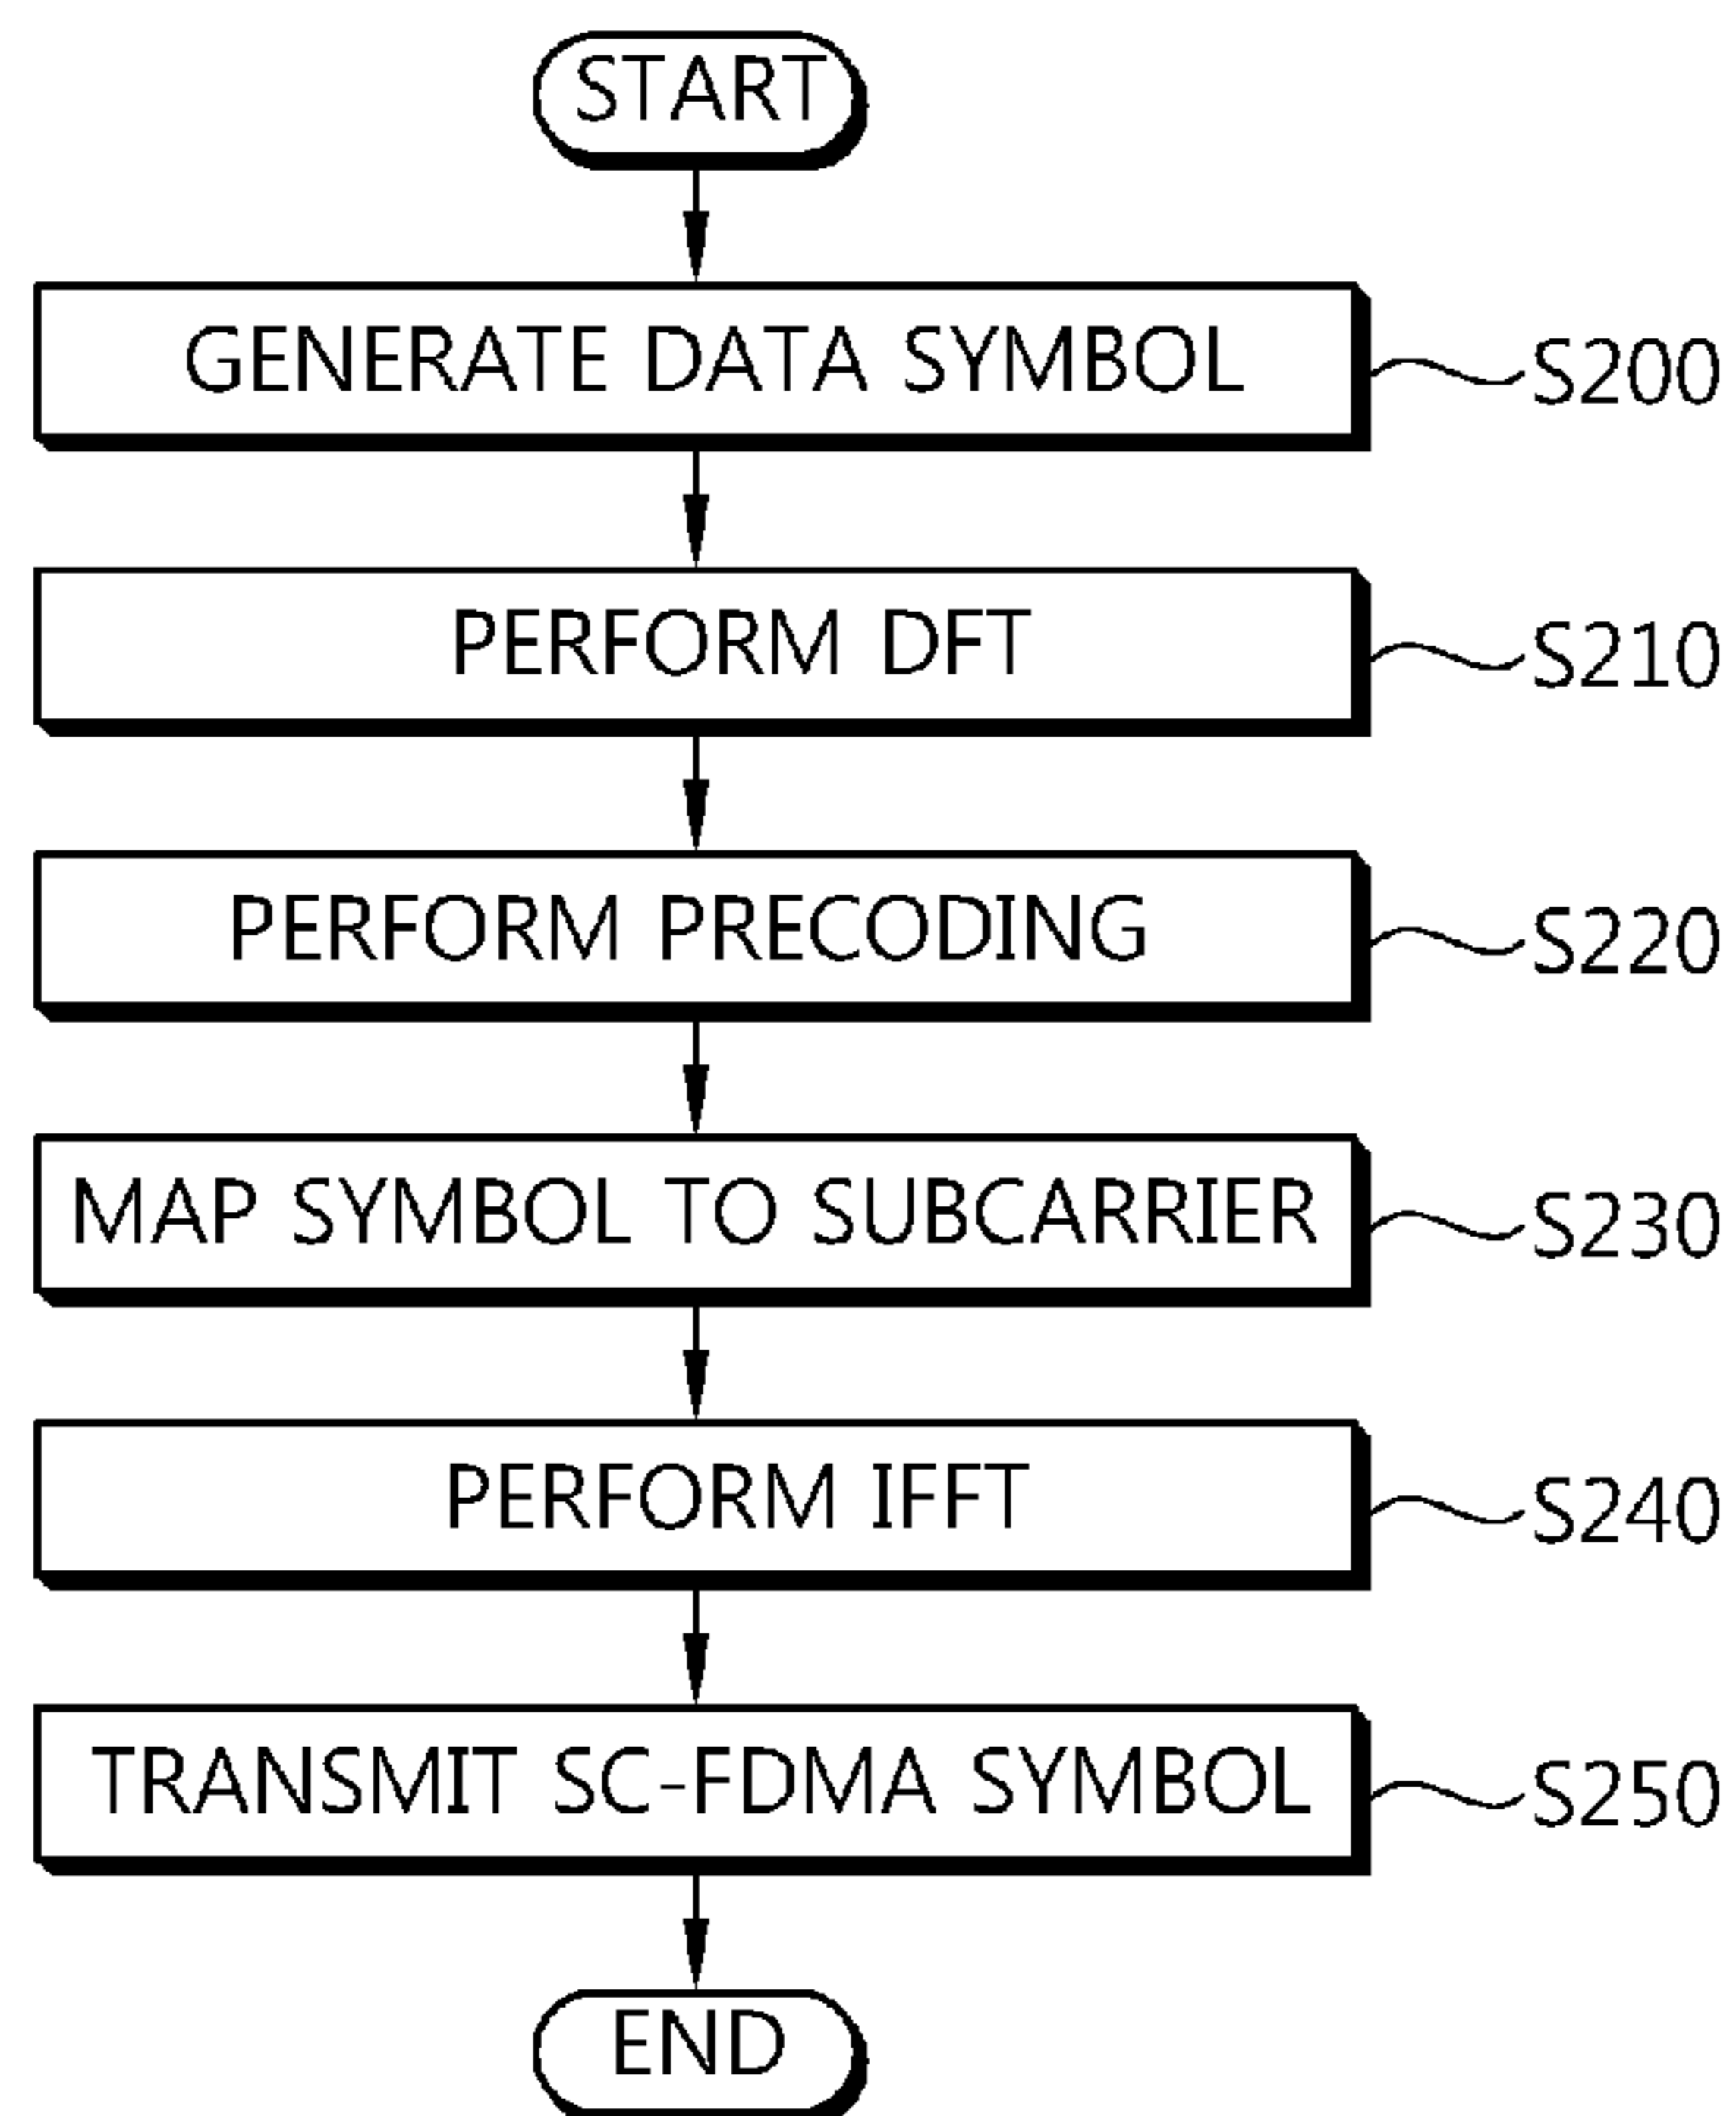 START
GENERATE DATA SYMBOL
S200
PERFORM DFT
S210
PERFORM PRECODING
S220
MAP SYMBOL TO SUBCARRIER
S230
PERFORM IFFT
S240
TRANSMIT SC-FDMA SYMBOL
S250
END